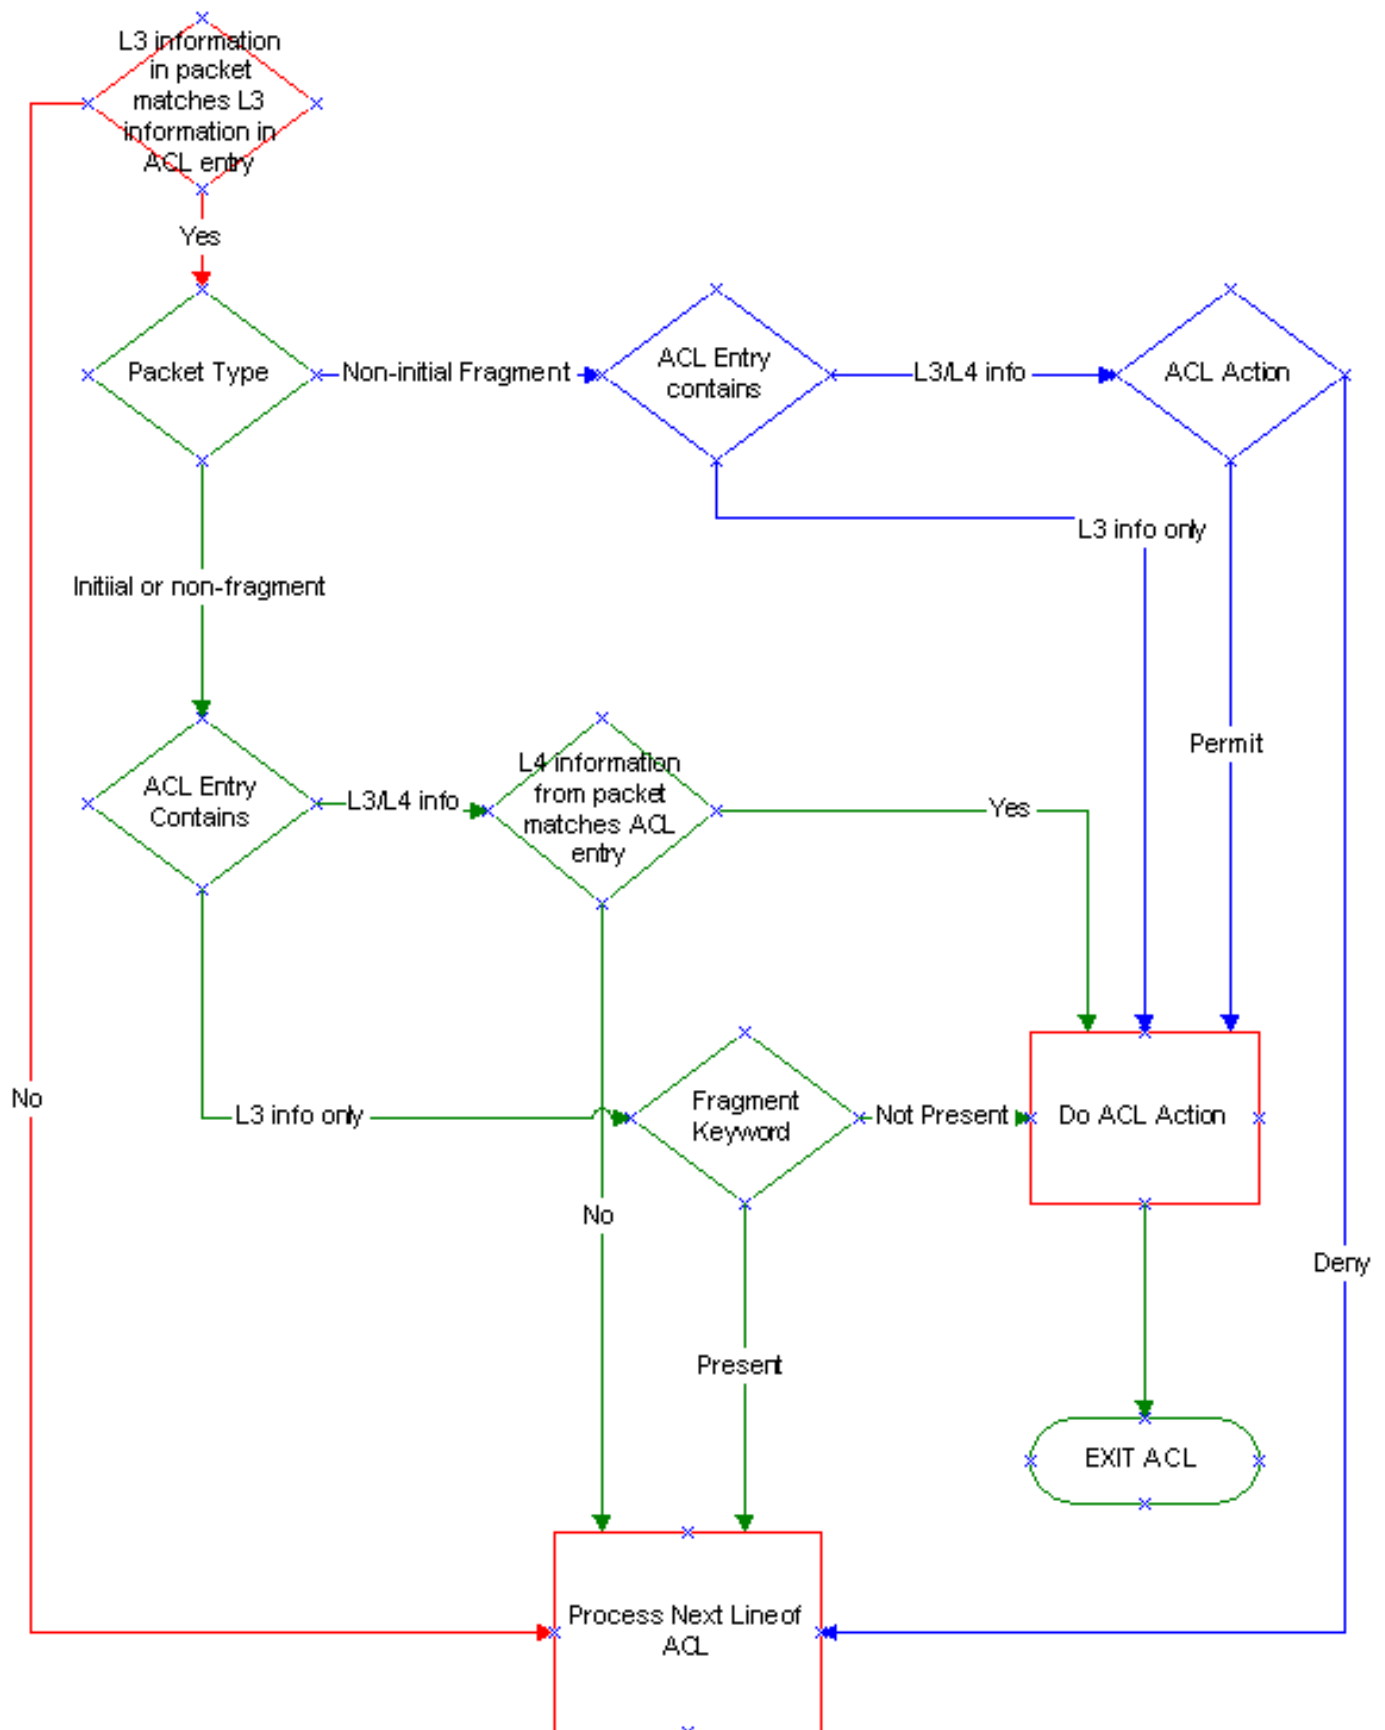 L3 information
in packet
matches L3
information in
ACL entry
Yes
Packet Type
Non-initial Fragment
ACL Entry
contains
L3/L4 info
ACL Action
L3 info only
Initiial or non-fragment
Permit
ACL Entry
Contains
L3/L4 info
L4 information
from packet
matches ACL
entry
Yes
No
L3 info only
Fragment
Keyword
Not Present
Do ACL Action
No
Deny
Present
EXIT ACL
Process Next Line of
ACL